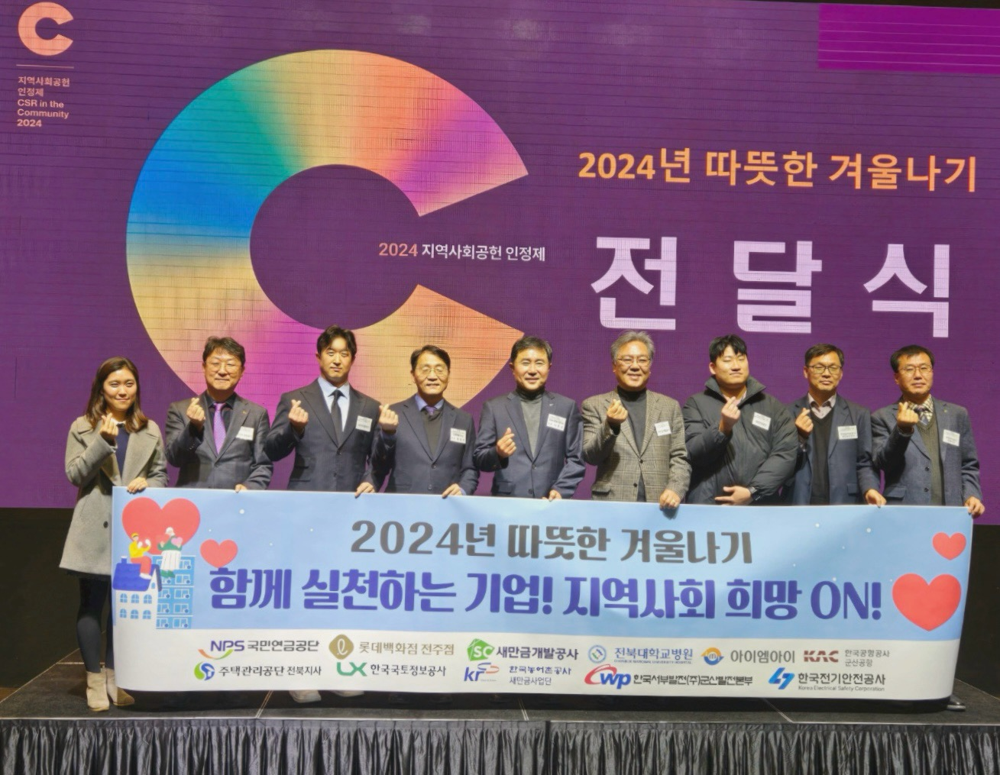 지역사회공헌
인정제
CSR in the
Community
2024
2024년 따뜻한 겨울나기
전달식
2024 지역사회공헌 인정제
2024년 따뜻한 겨울나기
함께 실천하는 기업! 지역사회 희망 ON!
NPS 국민연금공단 롯데백화점 전주점 SC 새만금개발공사 전북대학교병원 아이엠아이 KAC 한국공항공사 군산공항
주택관리공단 전북지사 LX 한국국토정보공사 kr 한국농어촌공사 새만금사업단 wp 한국서부발전(주)군산발전본부 한국전기안전공사
Korea Electrical Safety Corporation